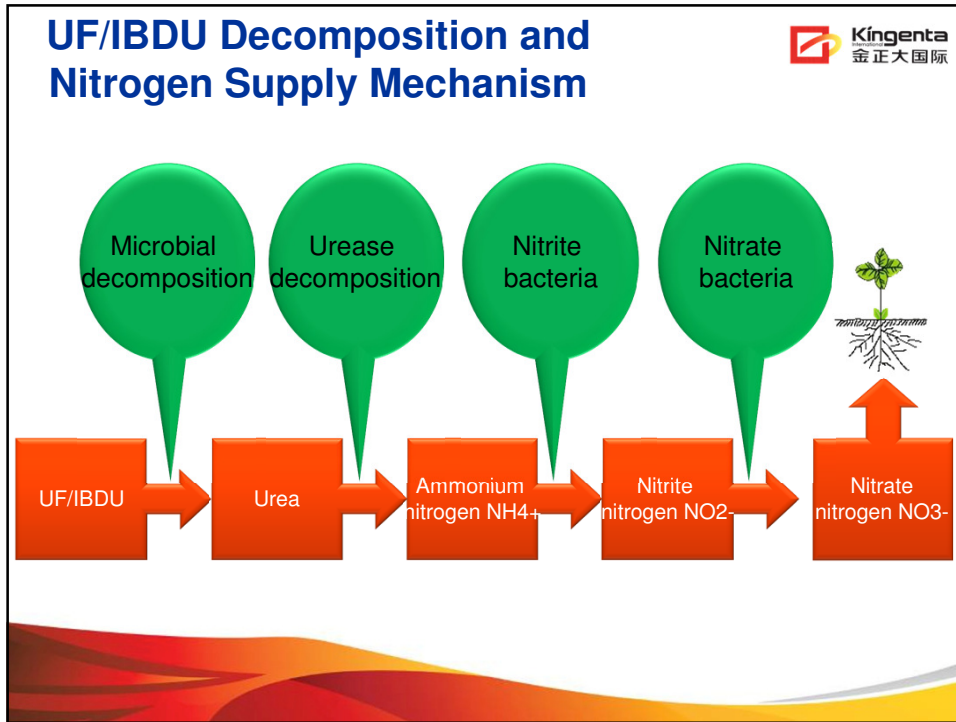 UF/IBDU Decomposition and
Nitrogen Supply Mechanism
Kingenta
International
金正大国际
Microbial
decomposition
Urease
decomposition
Nitrite
bacteria
Nitrate
bacteria
UF/IBDU
Urea
Ammonium
nitrogen NH4+
Nitrite
nitrogen NO2-
Nitrate
nitrogen NO3-